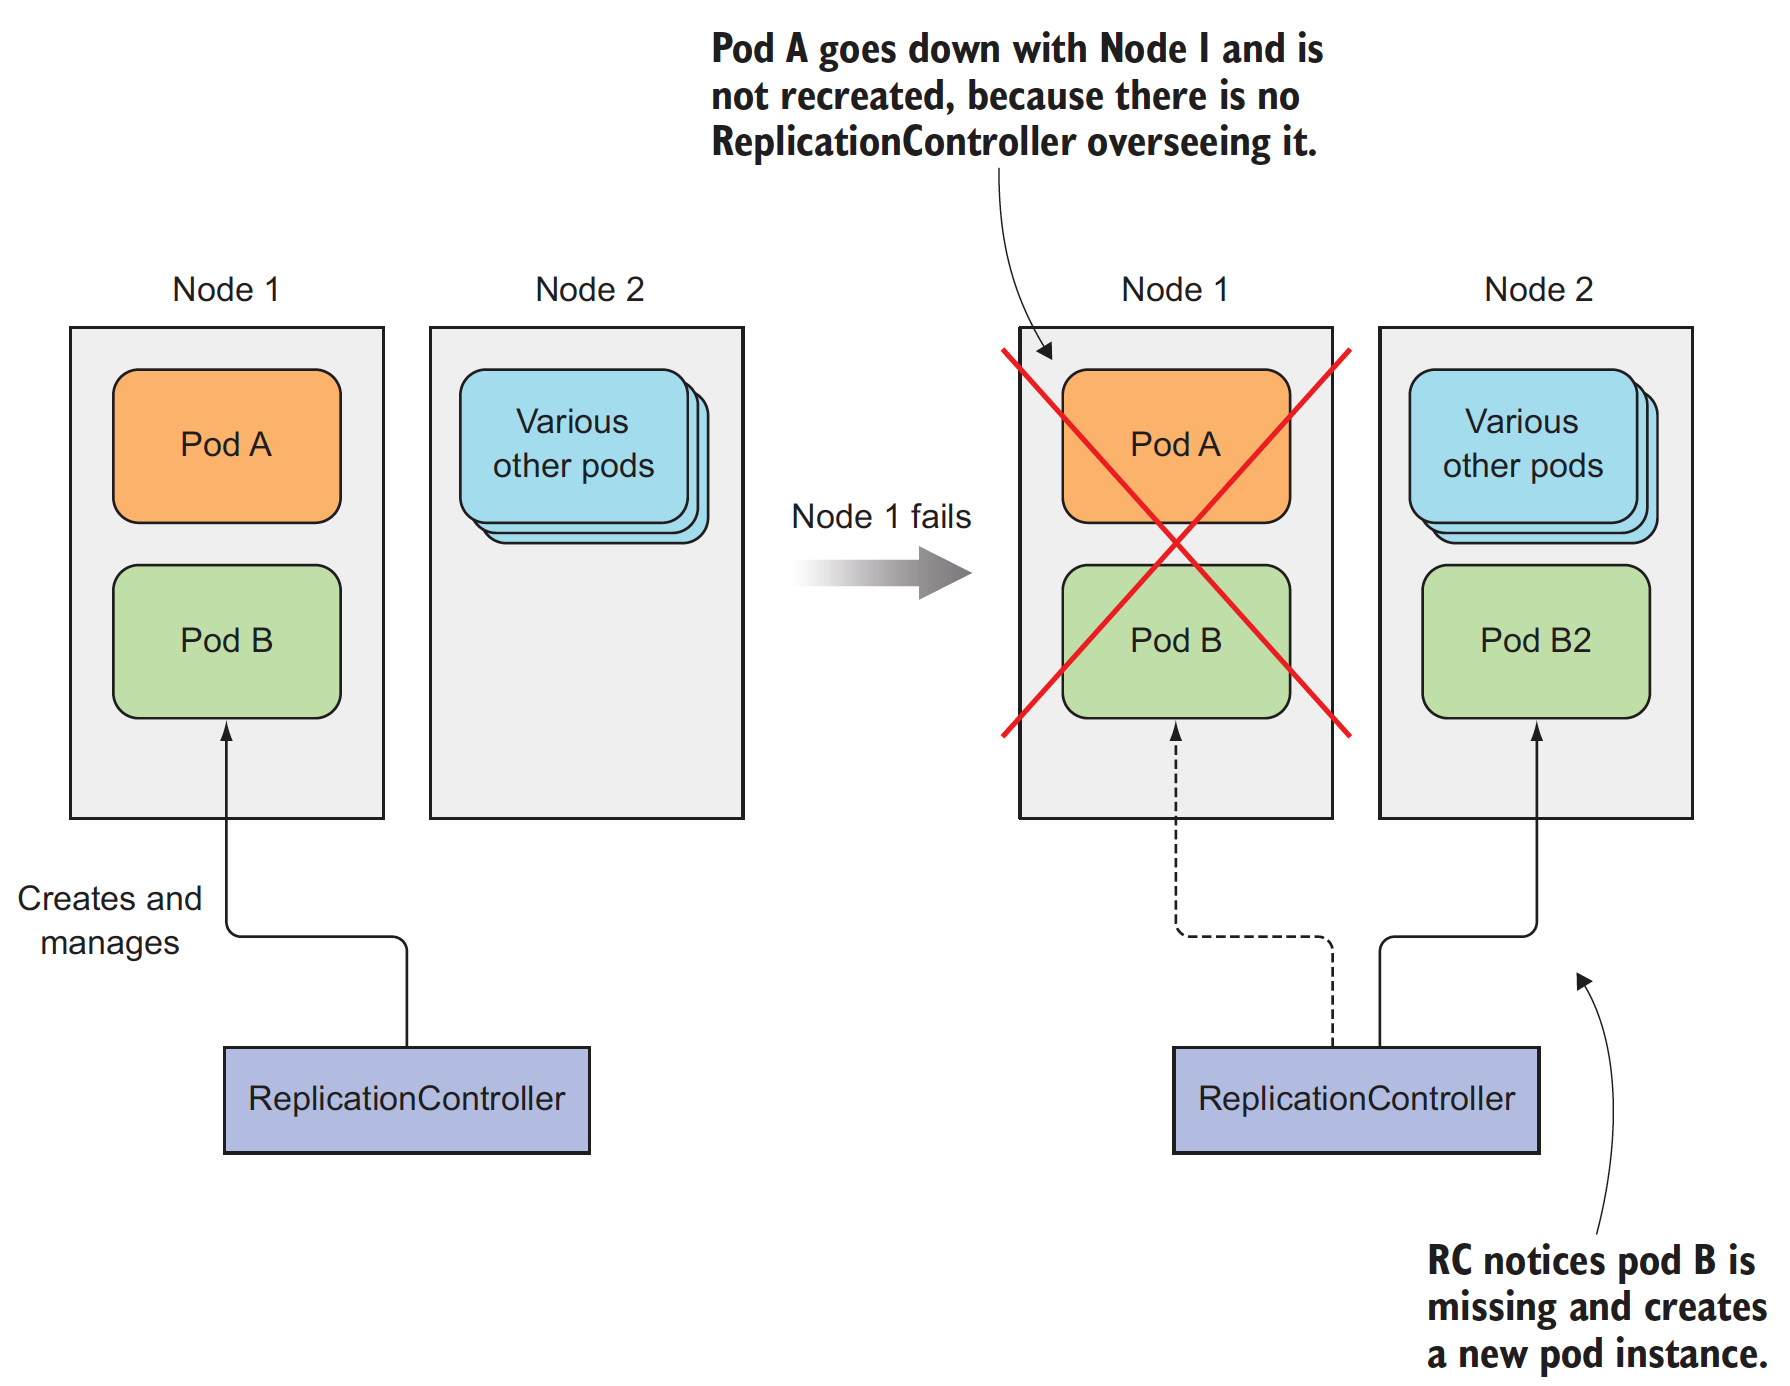 Pod A goes down with Node 1 and is
not recreated, because there is no
ReplicationController overseeing it.
Node 1
Node 2
Pod A
Various
other pods
Pod B
Creates and
manages
ReplicationController
Node 1 fails
Node 1
Node 2
Pod A
Various
other pods
Pod B
Pod B2
ReplicationController
RC notices pod B is
missing and creates
a new pod instance.